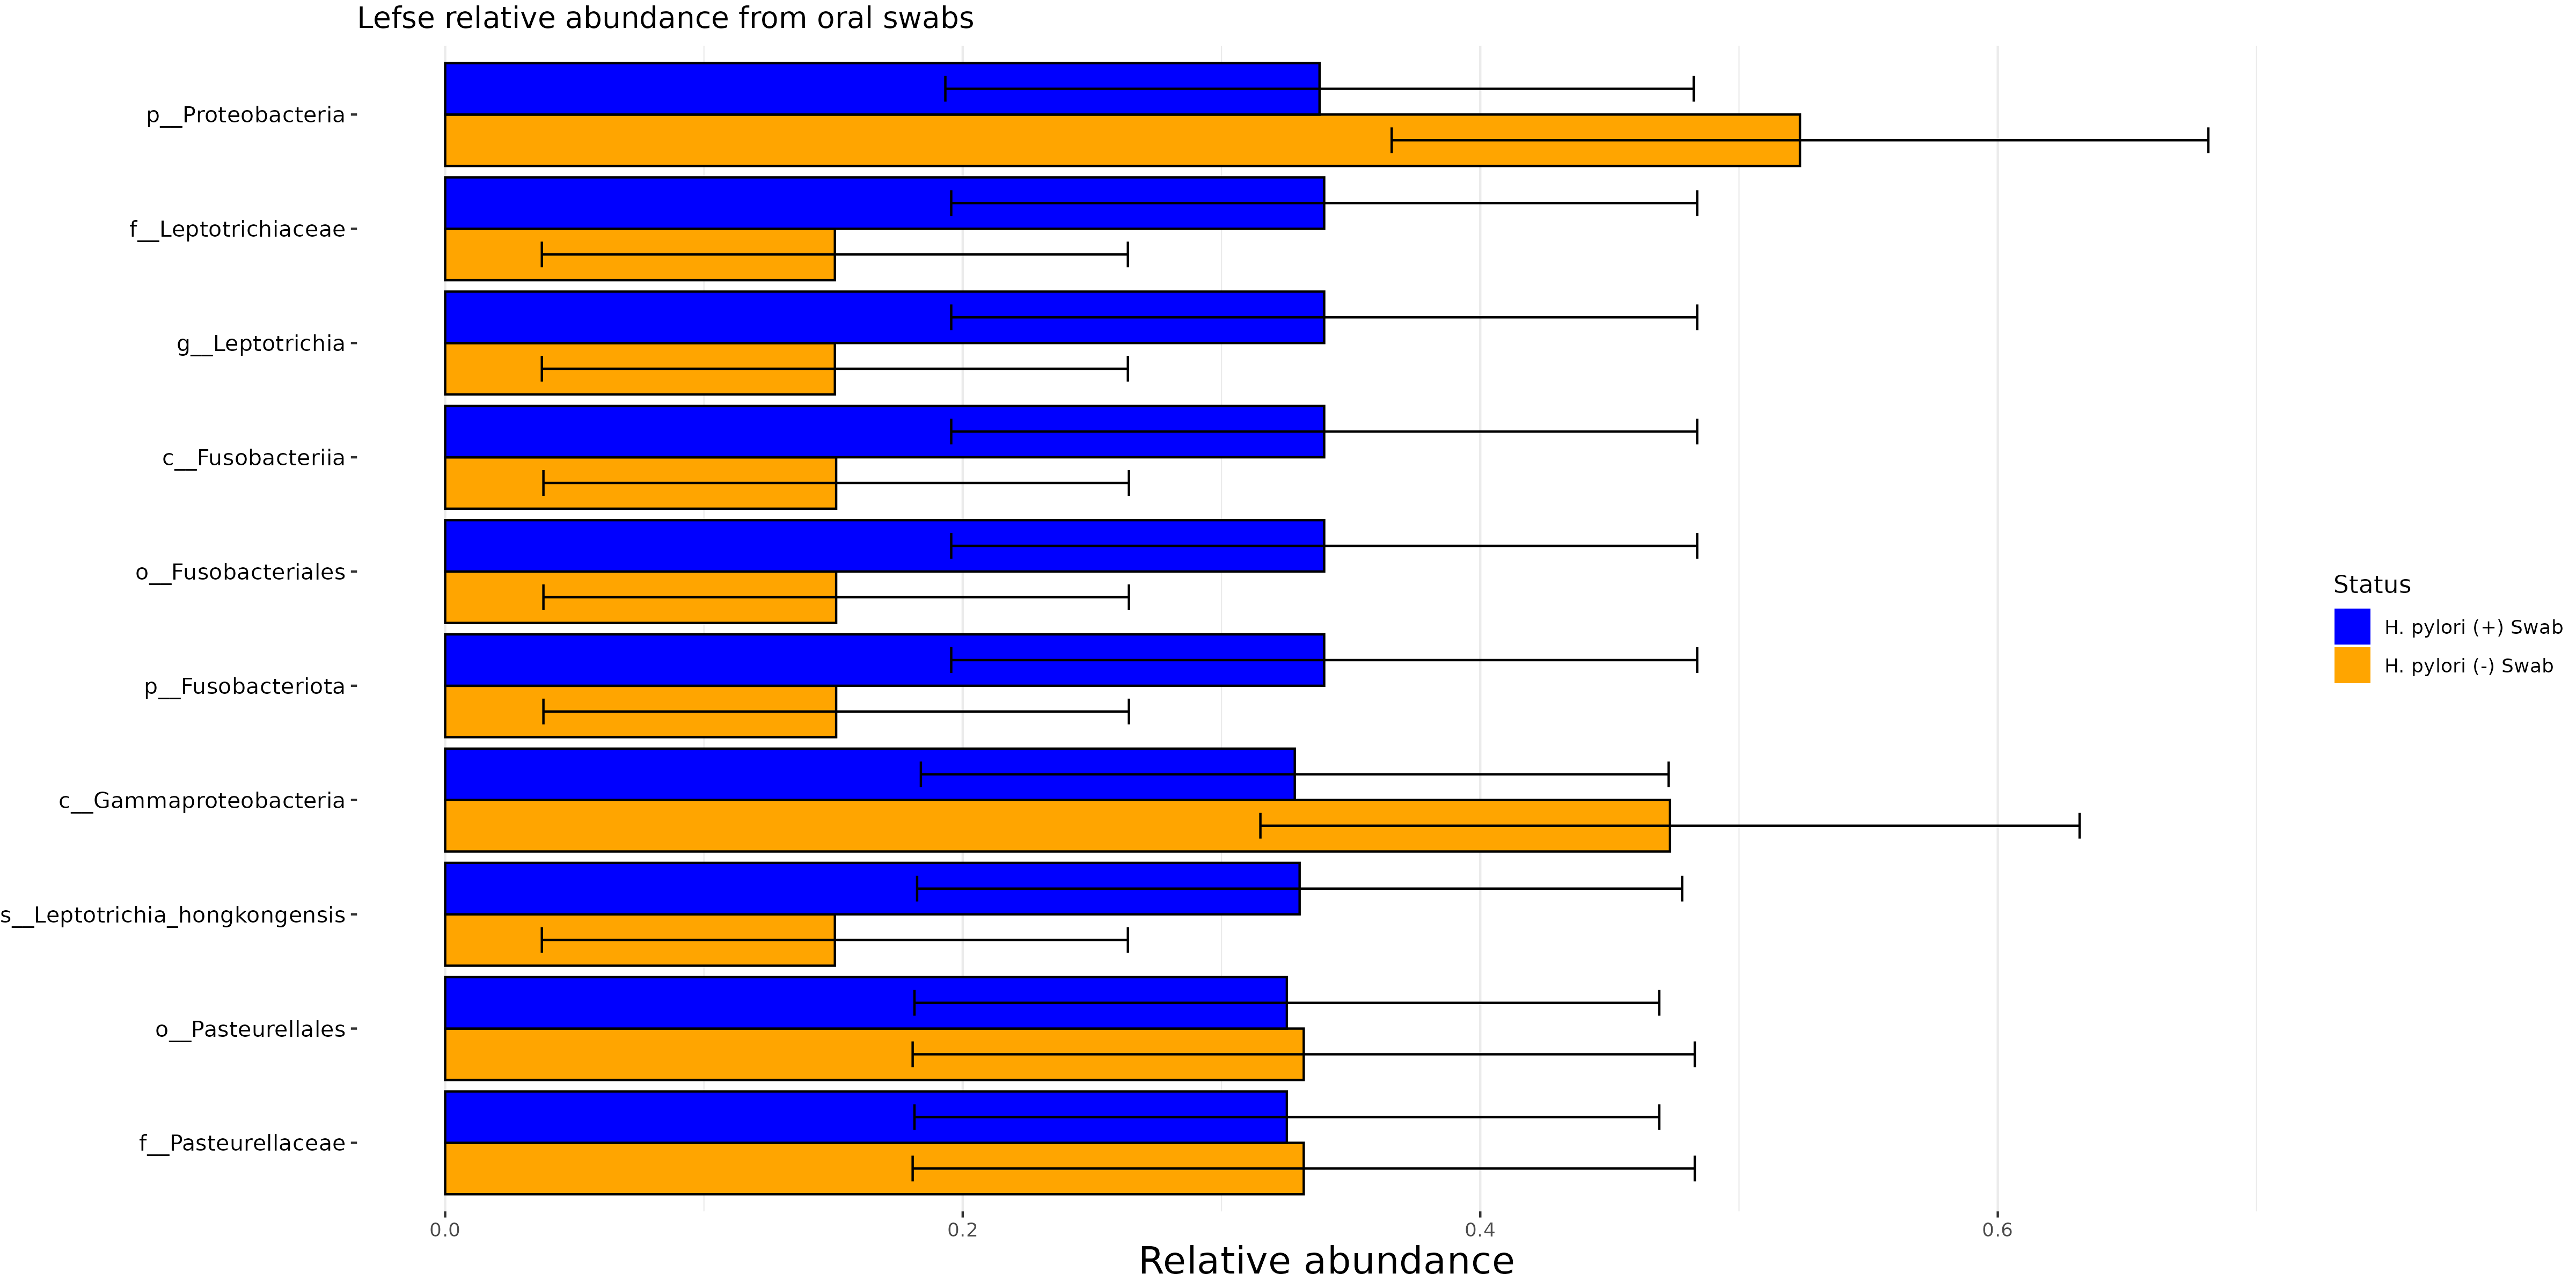 Lefse relative abundance from oral swabs
p__Proteobacteria
f__Leptotrichiaceae
g__Leptotrichia
c__Fusobacteriia
o__Fusobacteriales
p__Fusobacteriota
c__Gammaproteobacteria
s__Leptotrichia_hongkongensis
o__Pasteurellales
f__Pasteurellaceae
0.0 0.2 0.4 0.6
Relative abundance
Status
H. pylori (+) Swab
H. pylori (-) Swab